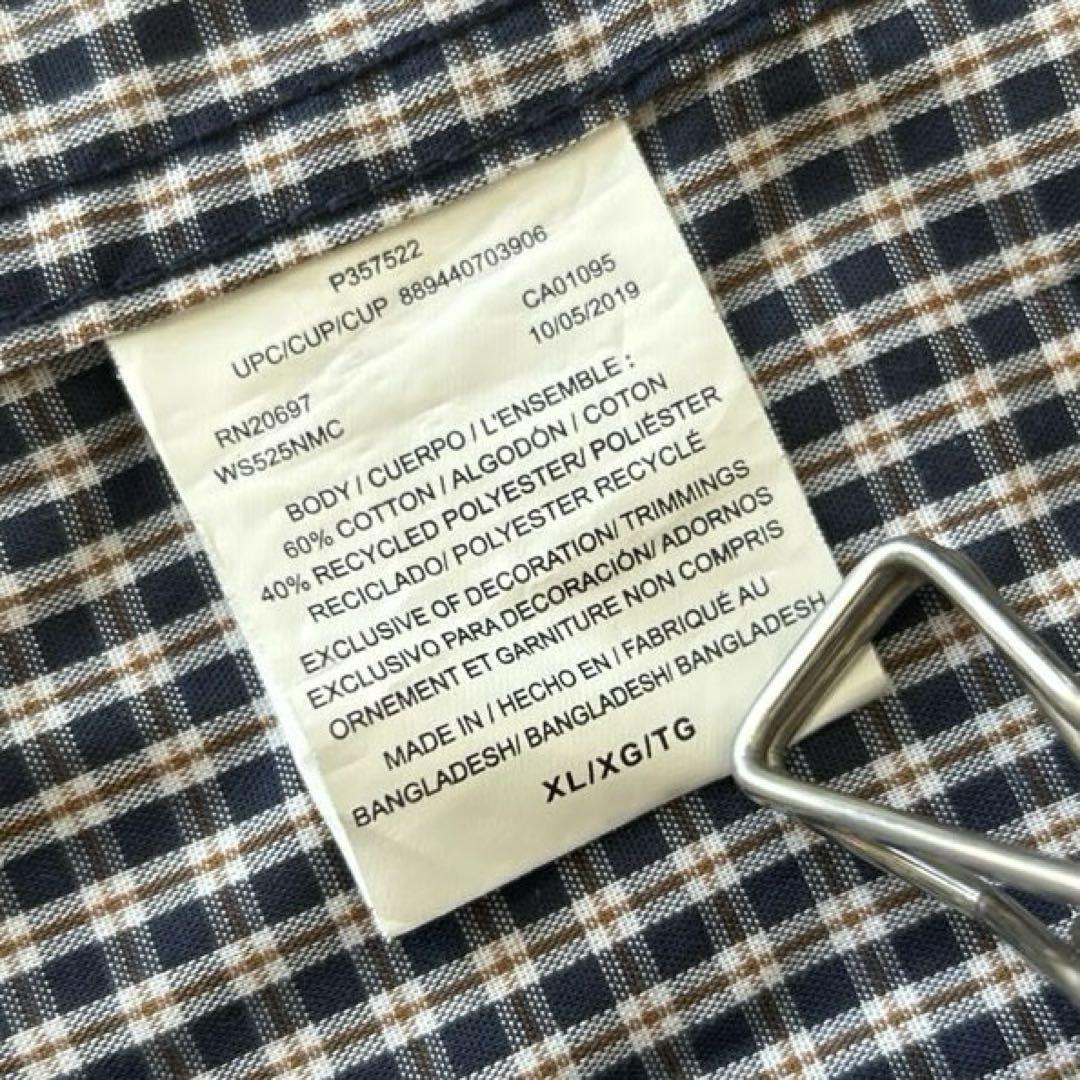 P357522
UPC/CUP/CUP 889440703906
CA01095
10/05/2019
RN20697
WS525NMC
BODY / CUERPO / L'ENSEMBLE :
60% COTTON / ALGODÓN / COTON
40% RECYCLED POLYESTER/ POLIÉSTER
RECICLADO/ POLYESTER RECYCLÉ
EXCLUSIVE OF DECORATION/ TRIMMINGS
EXCLUSIVO PARA DECORACIÓN/ ADORNOS
ORNEMENT ET GARNITURE NON COMPRIS
MADE IN / HECHO EN / FABRIQUÉ AU
BANGLADESH/ BANGLADESH/ BANGLADESH
XL/XG/TG